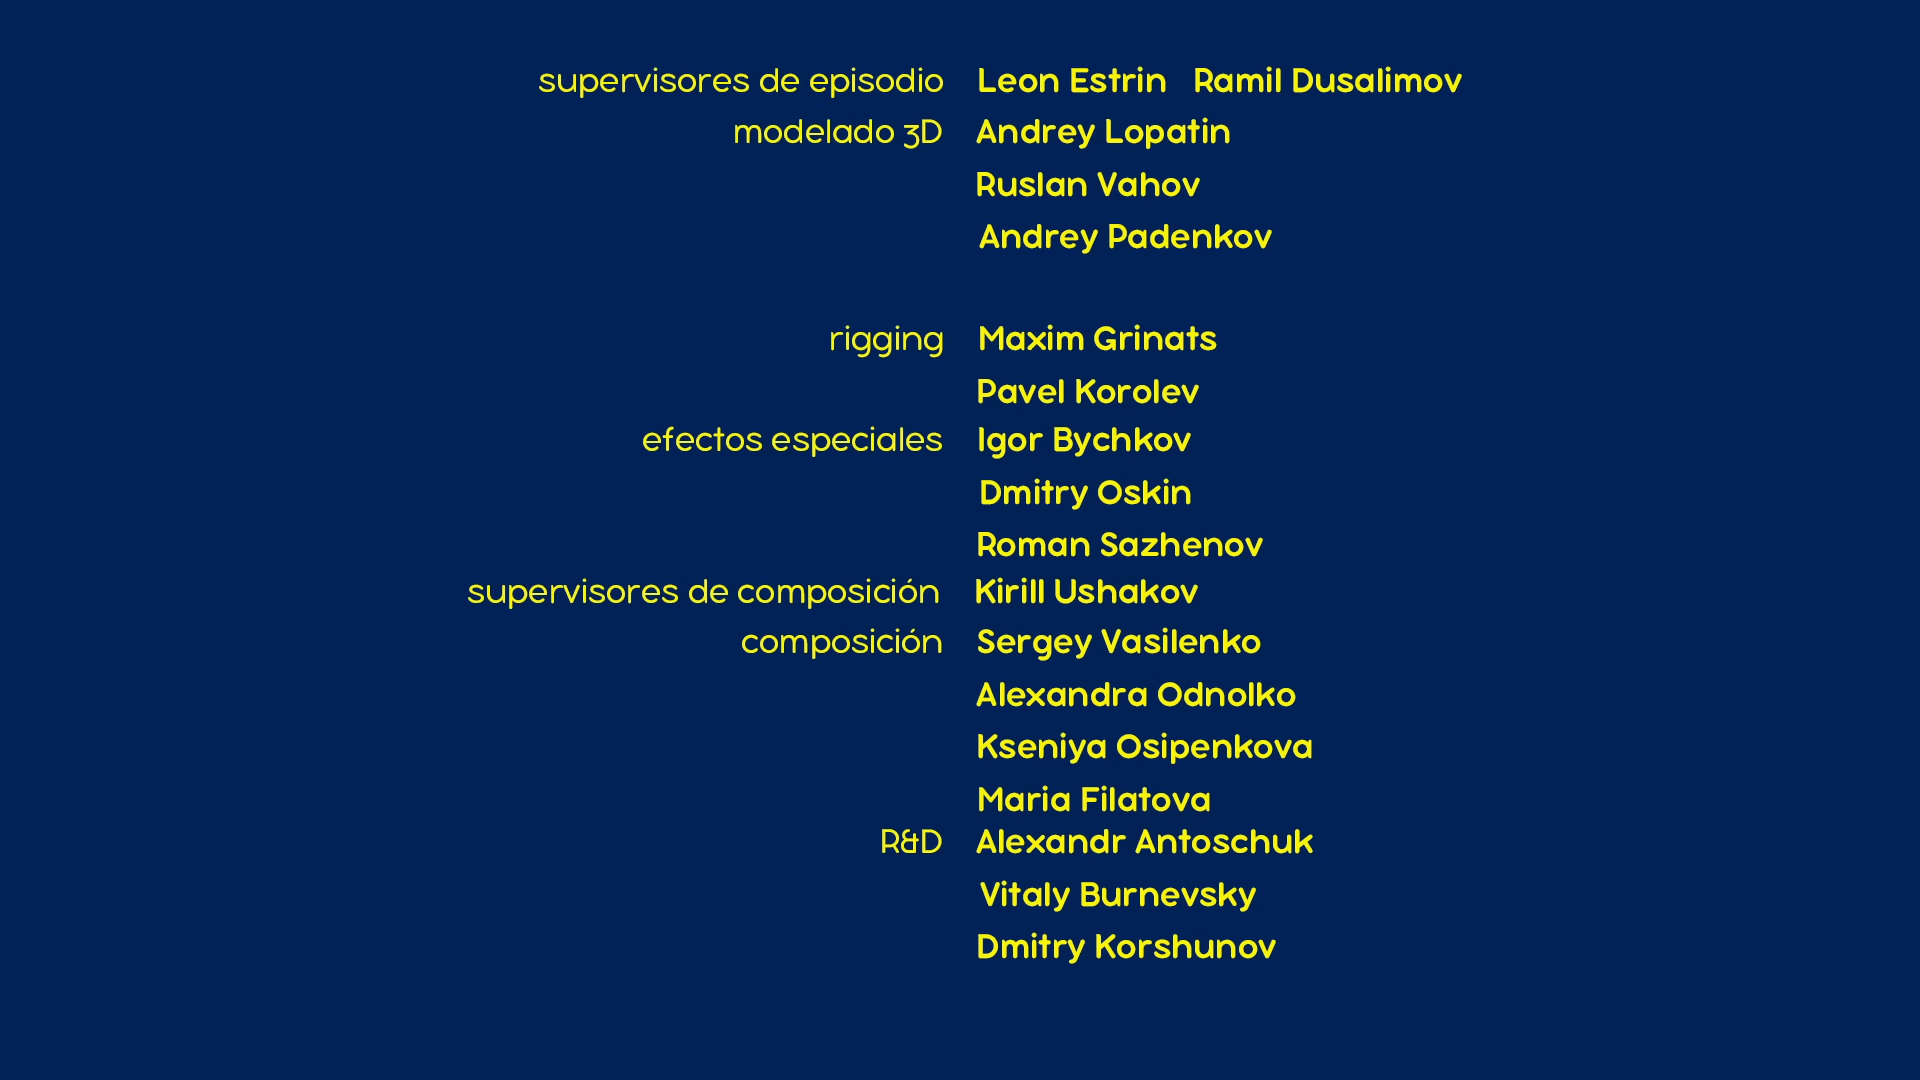 supervisores de episodio Leon Estrin Ramil Dusalimov
modelado 3D Andrey Lopatin
Ruslan Vahov
Andrey Padenkov
rigging Maxim Grinats
Pavel Korolev
efectos especiales Igor Bychkov
Dmitry Oskin
Roman Sazhenov
supervisores de composición Kirill Ushakov
composición Sergey Vasilenko
Alexandra Odnolko
Kseniya Osipenkova
Maria Filatova
R&D Alexandr Antoschuk
Vitaly Burnevsky
Dmitry Korshunov